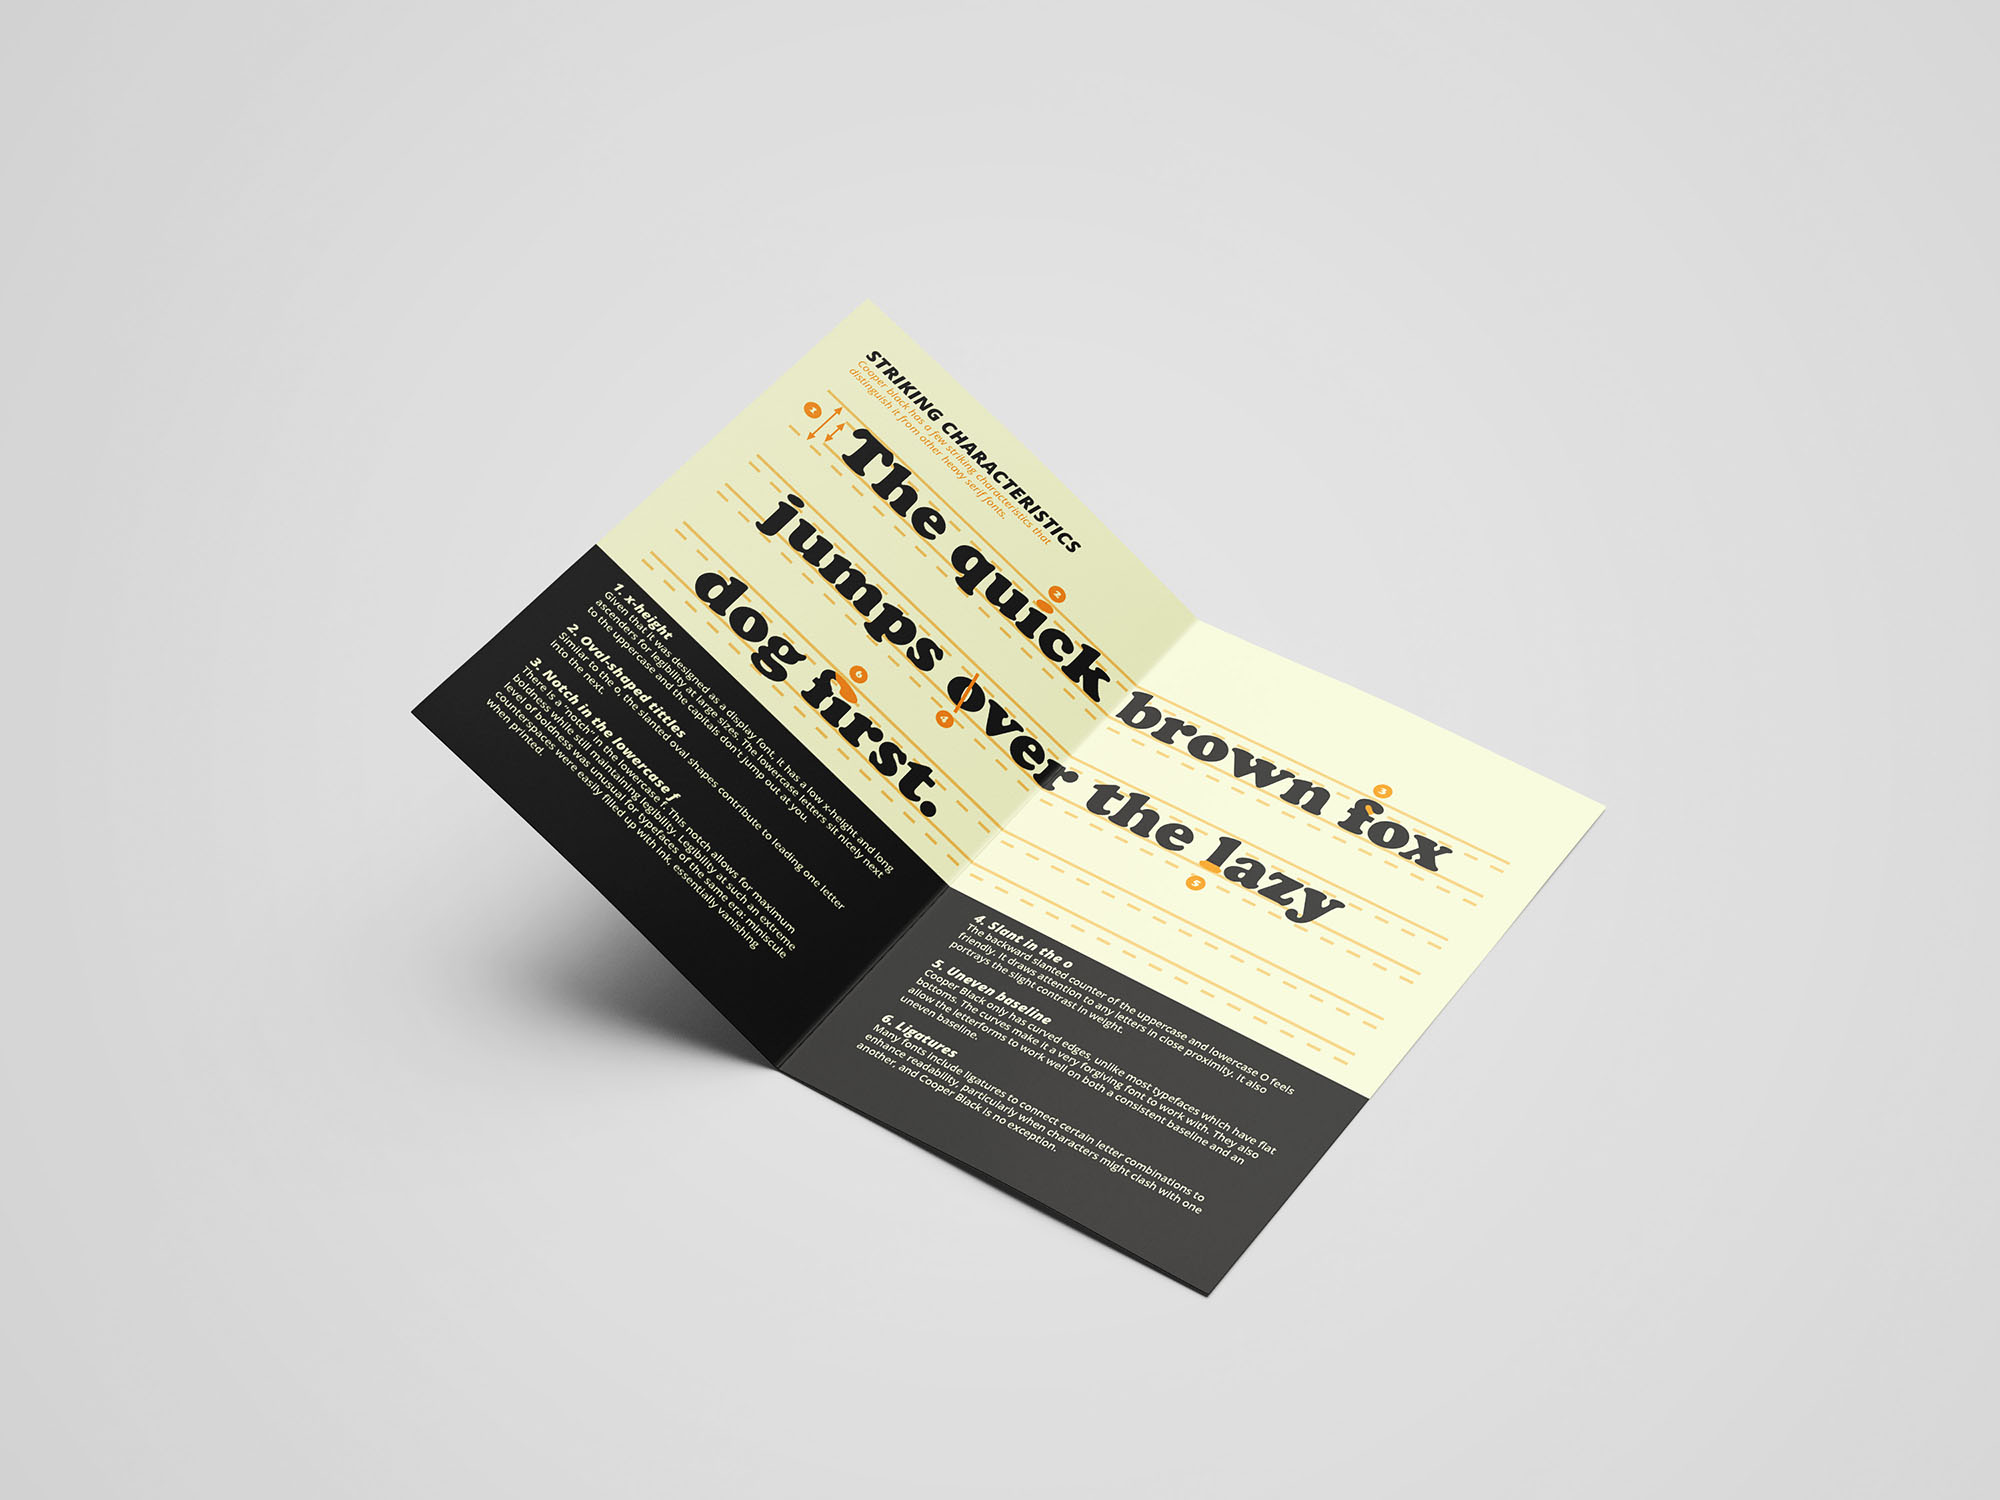 STRIKING CHARACTERISTICS
Cooper black has a few striking characteristics that
distinguish it from other heavy serif fonts.
1
2
3
The quick brown fox
jumps over the lazy
4
5
6
dog first.
1. x-height
Given that it was designed as a display font, it has a low x-height and long
ascenders for legibility at large sizes. The lowercase letters sit nicely next
to the uppercase and the capitals don't jump out at you.
2. Oval-shaped tittles
Similar to the o, the slanted oval shapes contribute to leading one letter
into the next.
3. Notch in the lowercase f
There is a "notch" in the lowercase f. This notch allows for maximum
boldness while still maintaining legibility. Legibility at such an extreme
level of boldness was unusual for typefaces of the same era: miniscule
counterspaces were easily filled up with ink, essentially vanishing
when printed.
4. Slant in the o
The backward slanted counter of the uppercase and lowercase O feels
friendly. It draws attention to any letters in close proximity. It also
portrays the slight contrast in weight.
5. Uneven baseline
Cooper Black only has curved edges, unlike most typefaces which have flat
bottoms. The curves make it a very forgiving font to work with. They also
allow the letterforms to work well on both a consistent baseline and an
uneven baseline.
6. Ligatures
Many fonts include ligatures to connect certain letter combinations to
enhance readability, particularly when characters might clash with one
another, and Cooper Black is no exception.